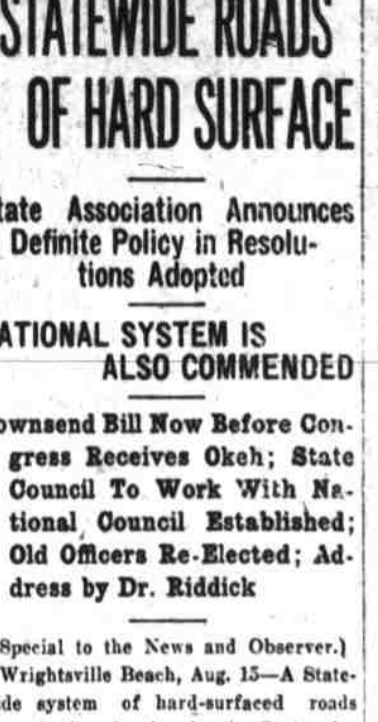 STATEWIDE ROADS
OF HARD SURFACE
tate Association Announces
Definite Policy in Resolu-
tions Adopted
ATIONAL SYSTEM IS
ALSO COMMENDED
ownsend Bill Now Before Con-
gress Receives Okeh; State
Council To Work With Na-
tional Council Established;
Old Officers Re-Elected; Ad-
dress by Dr. Riddick
Special to the News and Observer.)
Wrightsville Beach, Aug. 15—A State-
de system of hard-surfaced roads